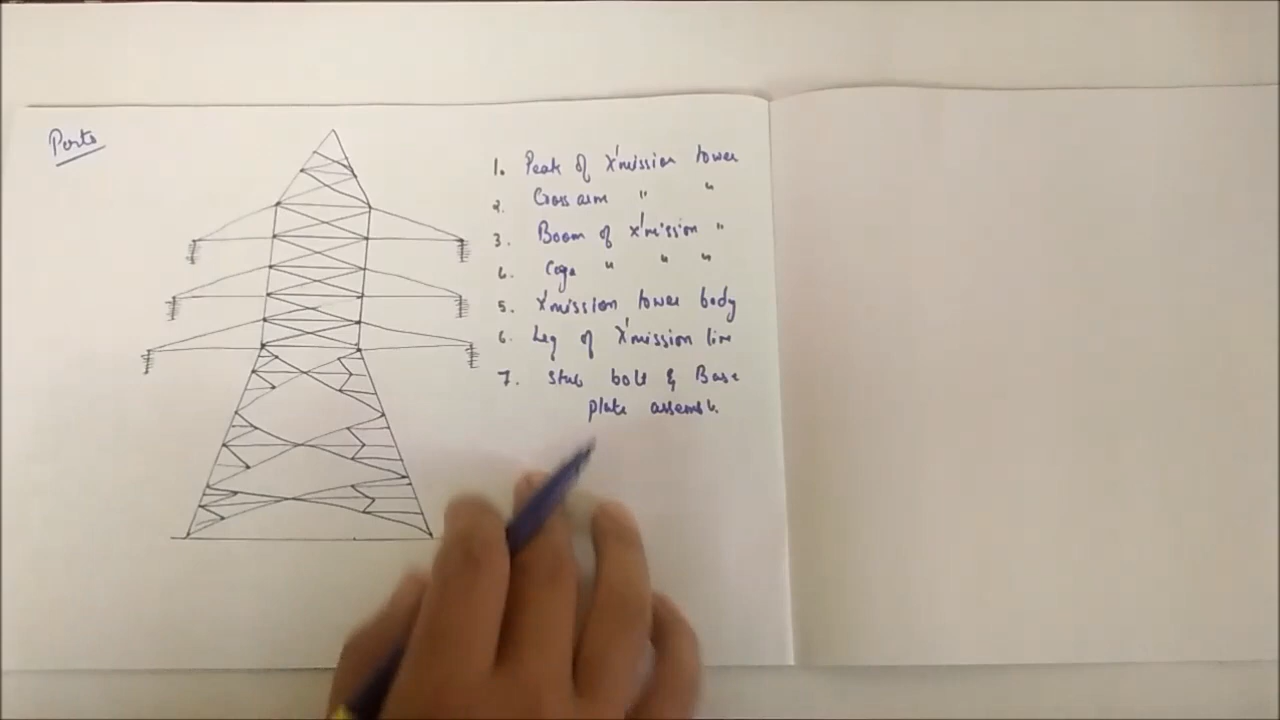 Parts
1. Peak of X'mission tower
2. Cross arm " "
3. Boom of X'mission "
6. Cage " " "
5. X'mission tower body
6. Leg of X'mission line
7. Stub bolt & Base
plate assemb.